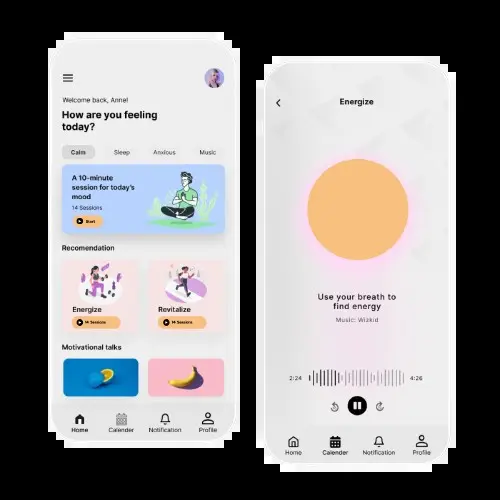 Welcome back, Anne!
How are you feeling
today?
Calm
Sleep
Anxious
Music
A 10-minute
session for today's
mood
14 Sessions
Start
Recomendation
Energize
14 Sessions
Revitalize
14 Sessions
Motivational talks
Home
Calender
Notification
Profile
Energize
Use your breath to
find energy
Music: Wizkid
2:24
4:26
Home
Calender
Notification
Profile